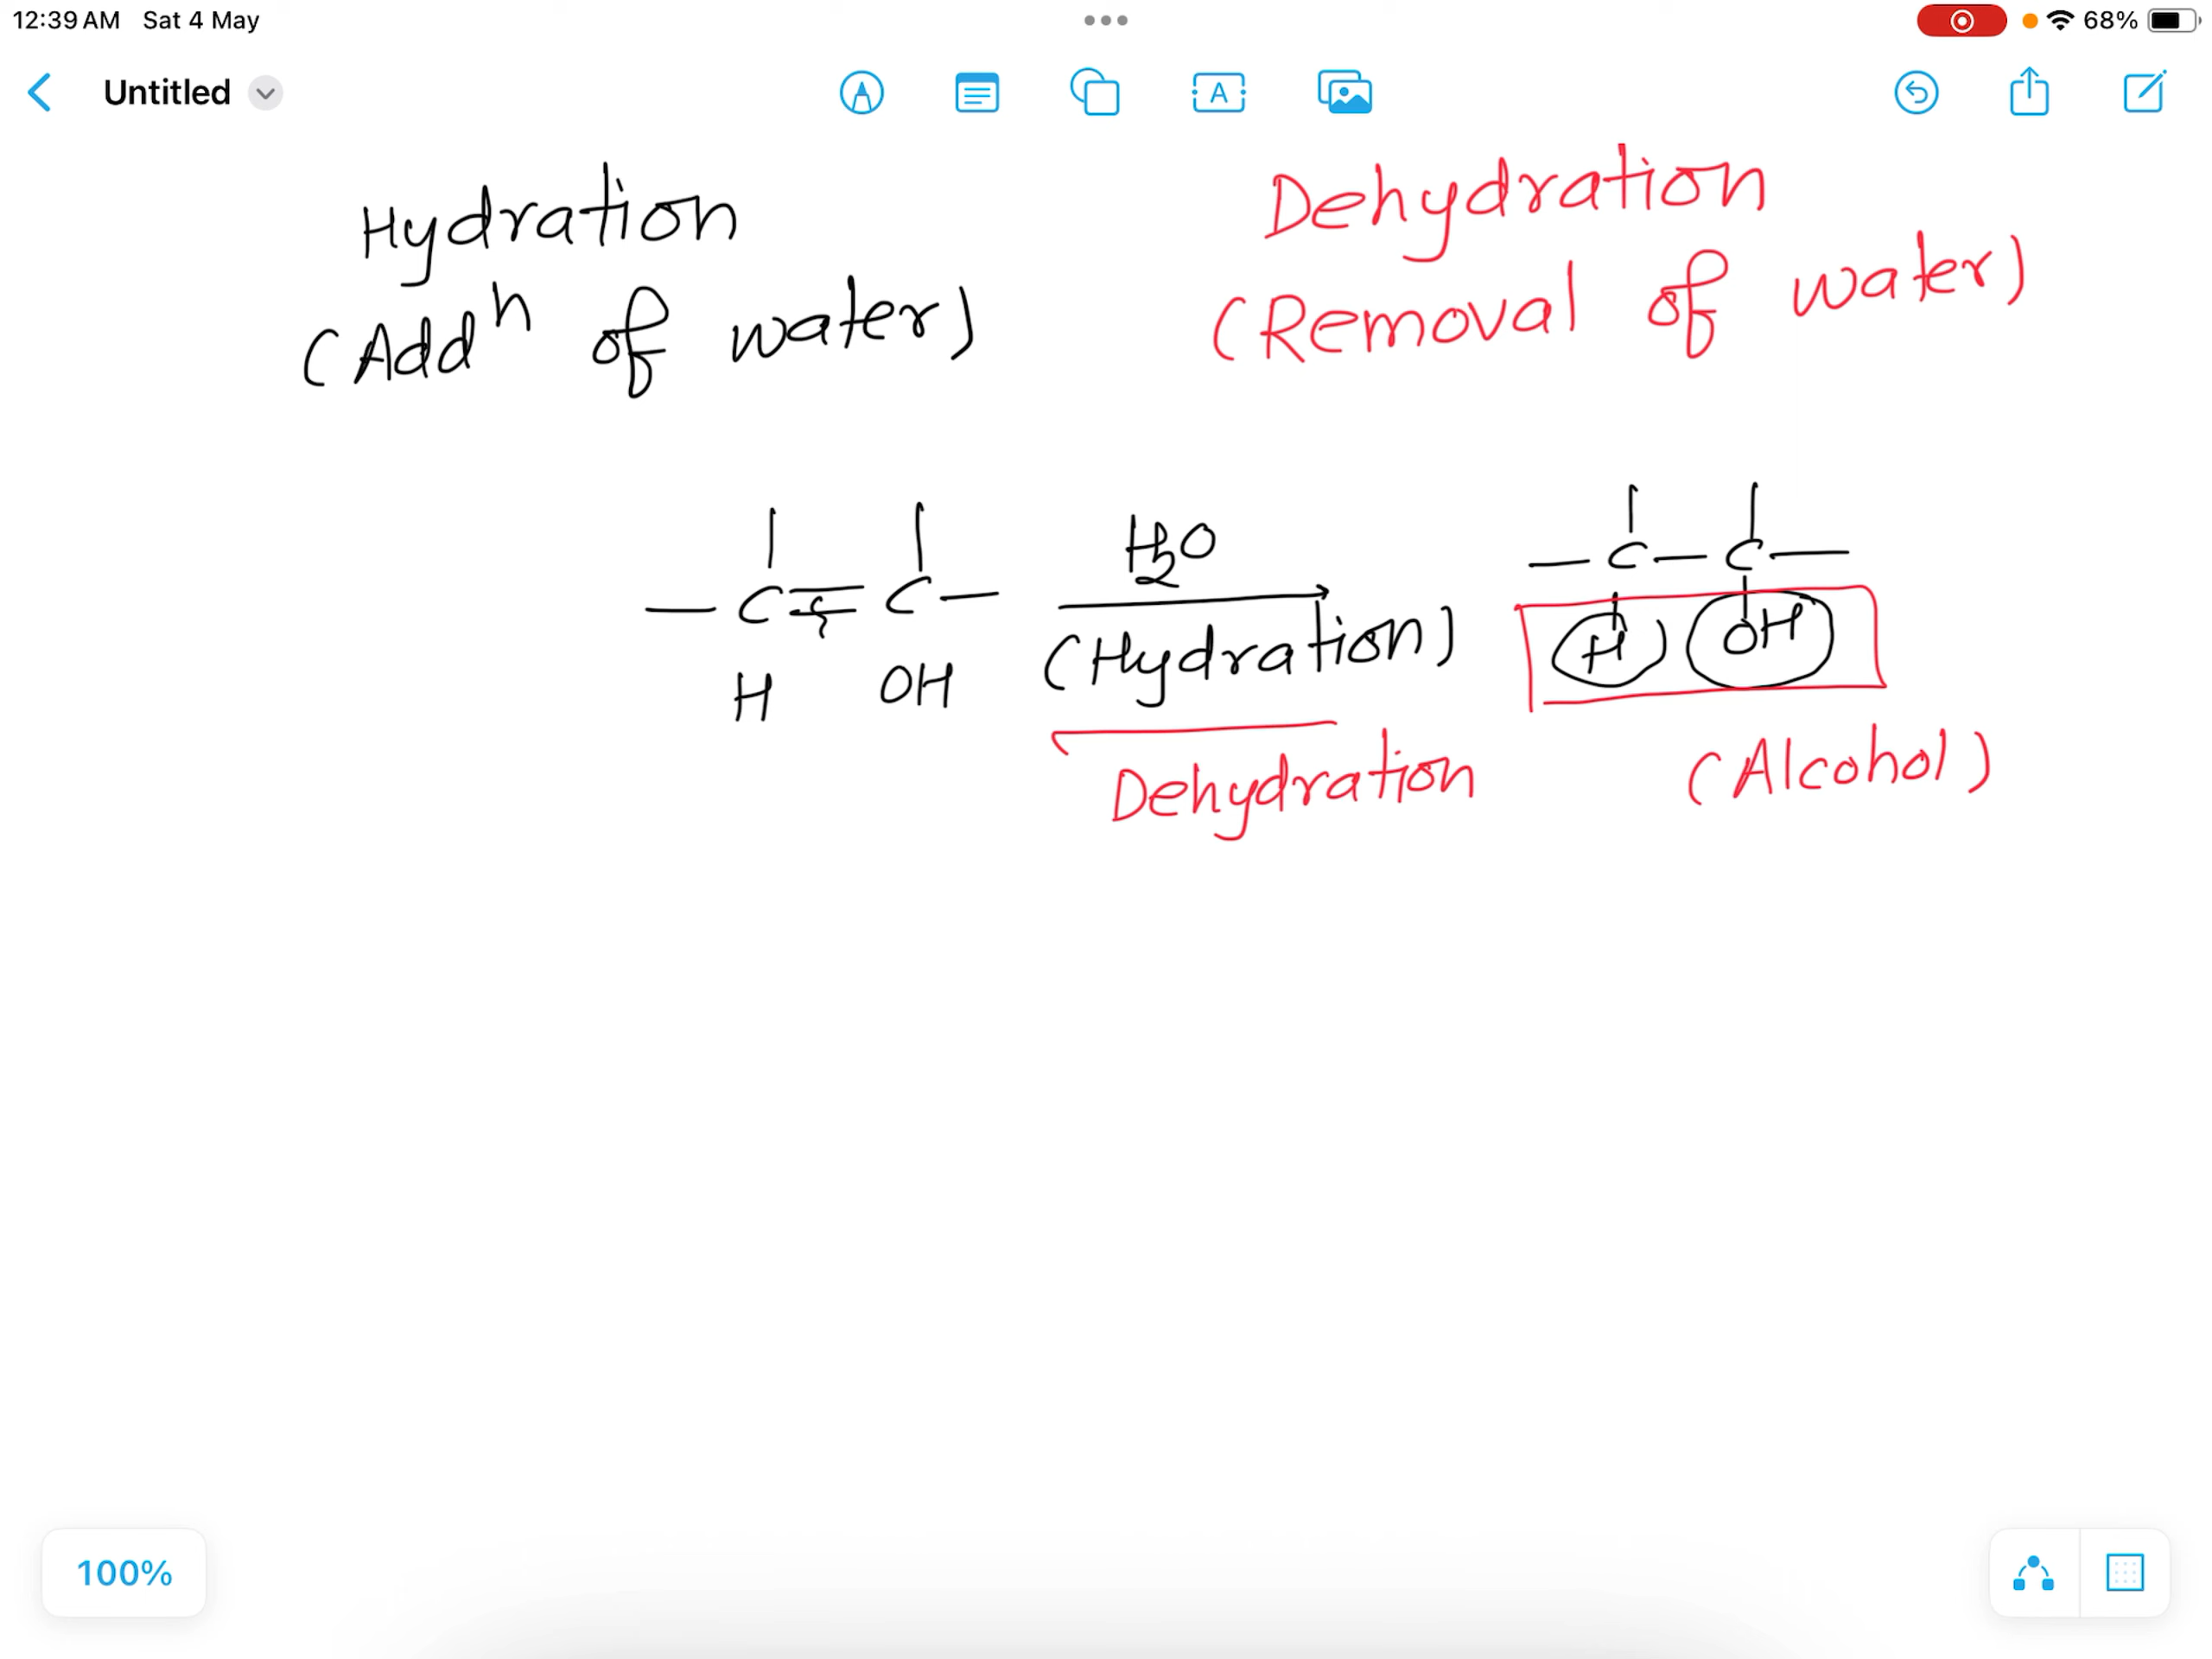 12:39 AM Sat 4 May
68%
Untitled
A
Hydration
(Addⁿ of water)
Dehydration
(Removal of water)
— C = C —
H OH
H2O
(Hydration)
Dehydration
— C — C —
H OH
(Alcohol)
100%